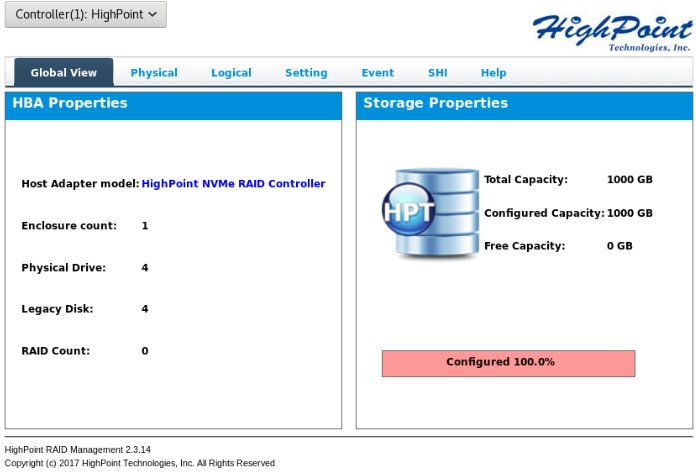 Controller(1): HighPoint
HighPoint
Technologies, Inc.
Global View Physical Logical Setting Event SHI Help
HBA Properties
Host Adapter model: HighPoint NVMe RAID Controller
Enclosure count: 1
Physical Drive: 4
Legacy Disk: 4
RAID Count: 0
Storage Properties
HPT
Total Capacity: 1000 GB
Configured Capacity: 1000 GB
Free Capacity: 0 GB
Configured 100.0%
HighPoint RAID Management 2.3.14
Copyright (c) 2017 HighPoint Technologies, Inc. All Rights Reserved